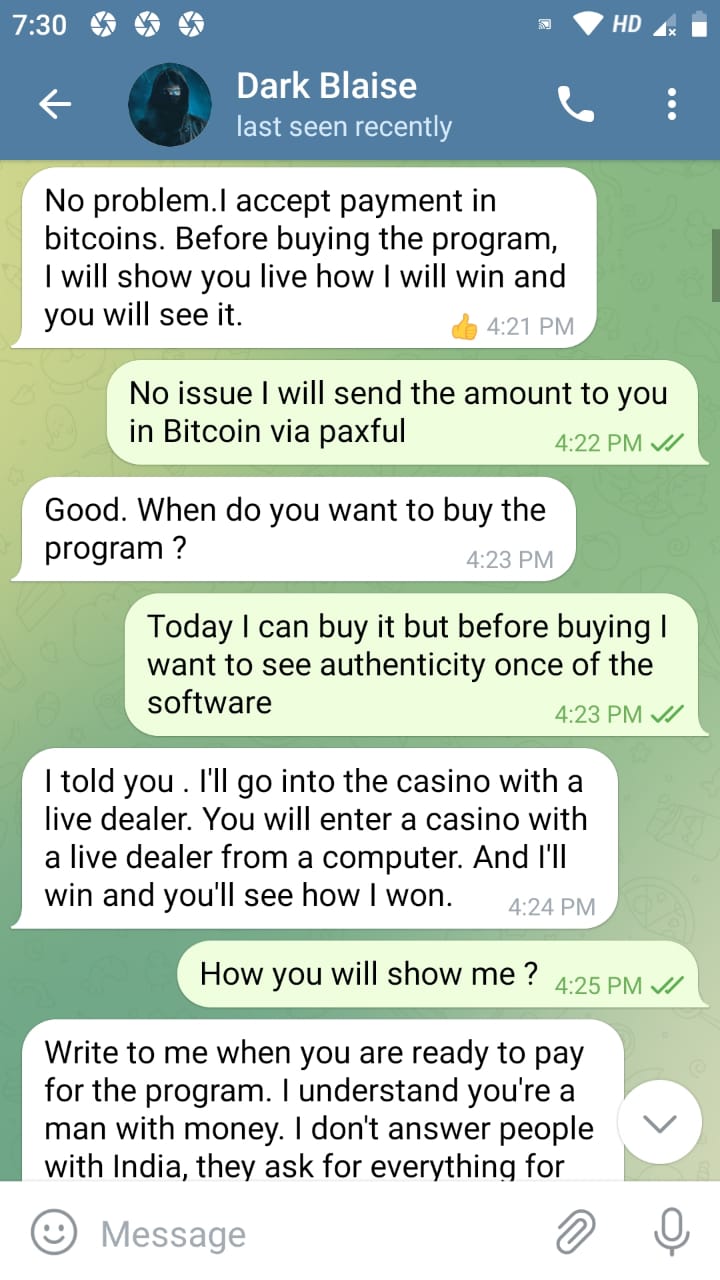 7:30
HD
Dark Blaise
last seen recently
No problem.I accept payment in
bitcoins. Before buying the program,
I will show you live how I will win and
you will see it.
4:21 PM
No issue I will send the amount to you
in Bitcoin via paxful
4:22 PM
Good. When do you want to buy the
program ?
4:23 PM
Today I can buy it but before buying I
want to see authenticity once of the
software
4:23 PM
I told you . I'll go into the casino with a
live dealer. You will enter a casino with
a live dealer from a computer. And I'll
win and you'll see how I won.
4:24 PM
How you will show me ?
4:25 PM
Write to me when you are ready to pay
for the program. I understand you're a
man with money. I don't answer people
with India, they ask for everything for
Message